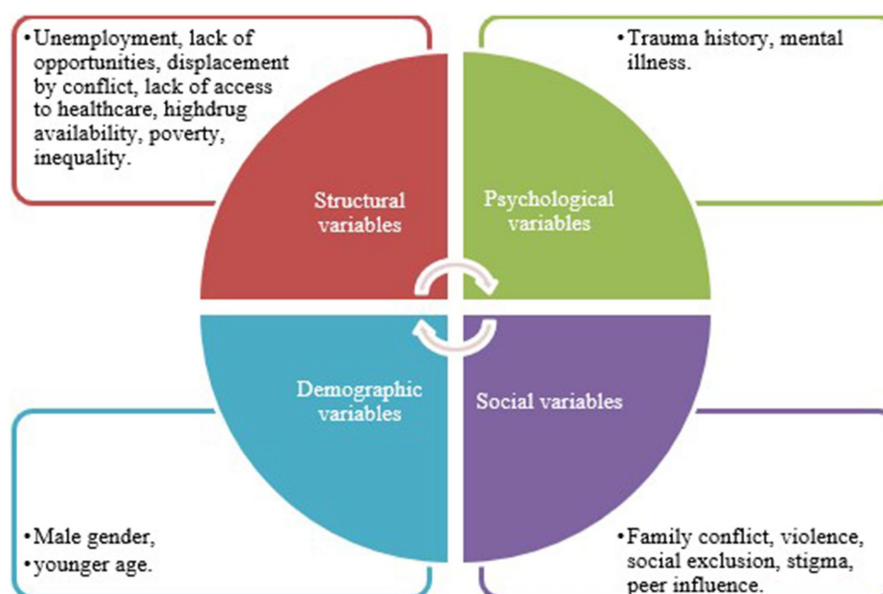 •Unemployment, lack of
opportunities, displacement
by conflict, lack of access
to healthcare, highdrug
availability, poverty,
inequality.
•Trauma history, mental
illness.
Structural
variables
Psychological
variables
Demographic
variables
Social variables
•Male gender,
•younger age.
•Family conflict, violence,
social exclusion, stigma,
peer influence.